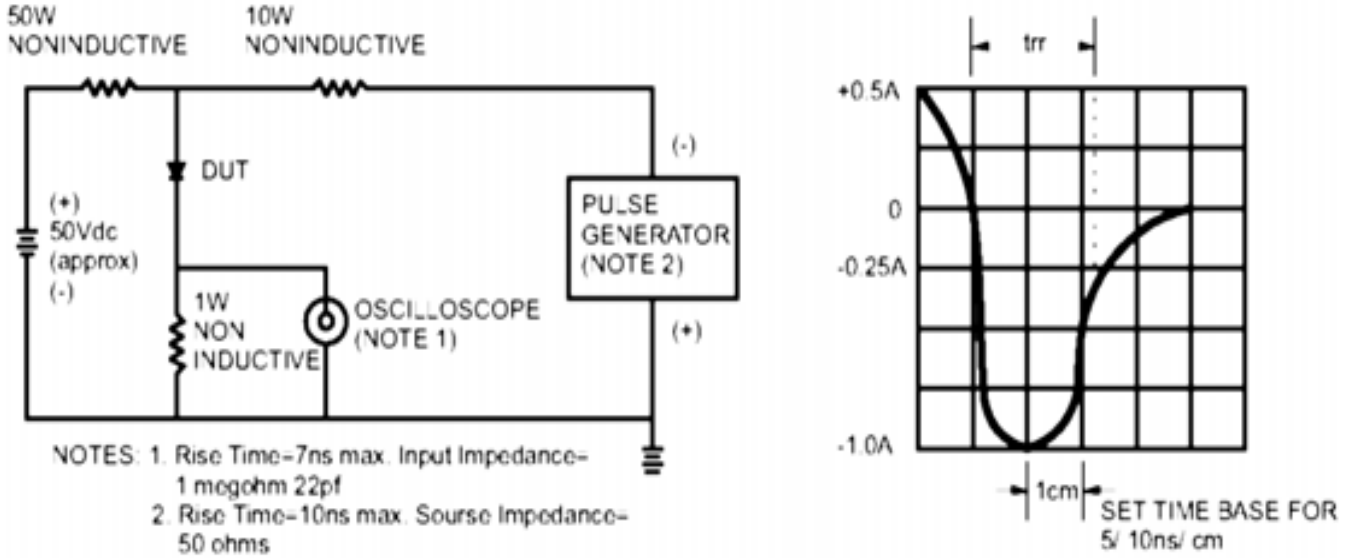 50W
NONINDUCTIVE
10W
NONINDUCTIVE
DUT
(+)
50Vdc
(approx)
(-)
1W
NON
INDUCTIVE
OSCILLOSCOPE
(NOTE 1)
(-)
PULSE
GENERATOR
(NOTE 2)
(+)
NOTES: 1. Rise Time=7ns max. Input Impedance=
1 megohm 22pf
2. Rise Time=10ns max. Sourse Impedance=
50 ohms
trr
+0.5A
0
-0.25A
-1.0A
1cm
SET TIME BASE FOR
5/ 10ns/ cm